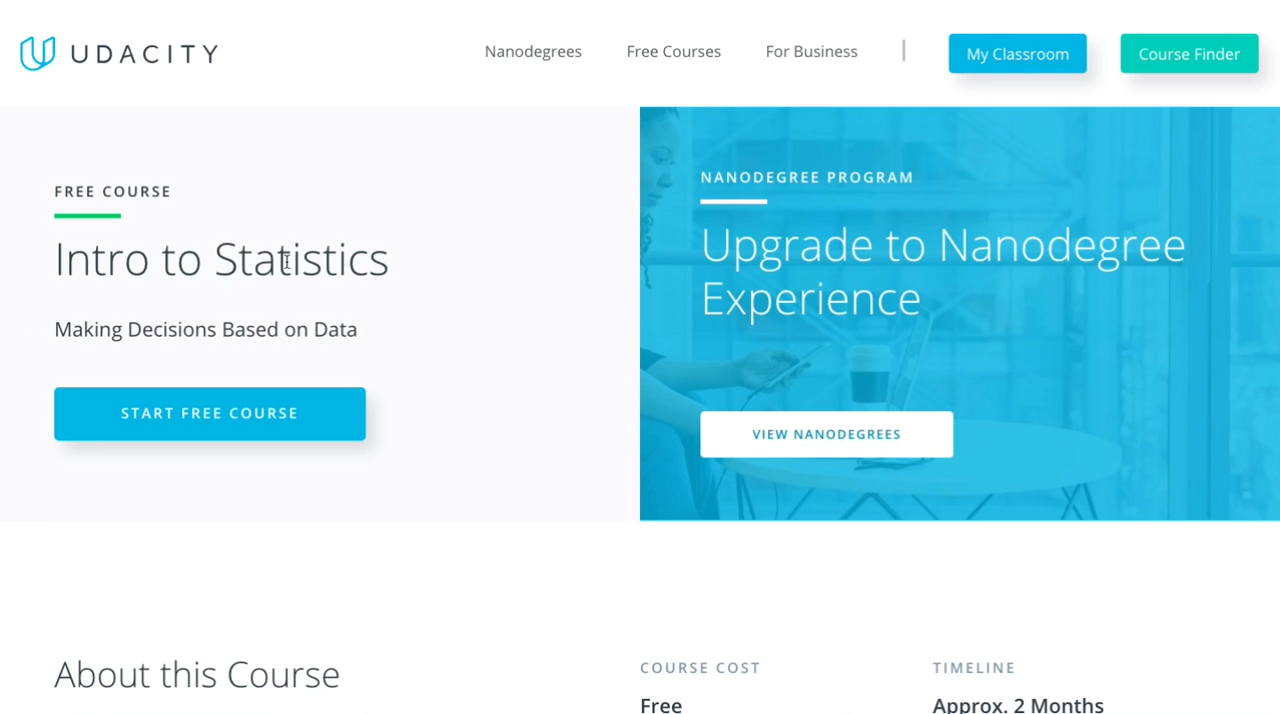 UDACITY
Nanodegrees
Free Courses
For Business
My Classroom
Course Finder
FREE COURSE
Intro to Statistics
Making Decisions Based on Data
START FREE COURSE
NANODEGREE PROGRAM
Upgrade to Nanodegree
Experience
VIEW NANODEGREES
About this Course
COURSE COST
Free
TIMELINE
Approx. 2 Months